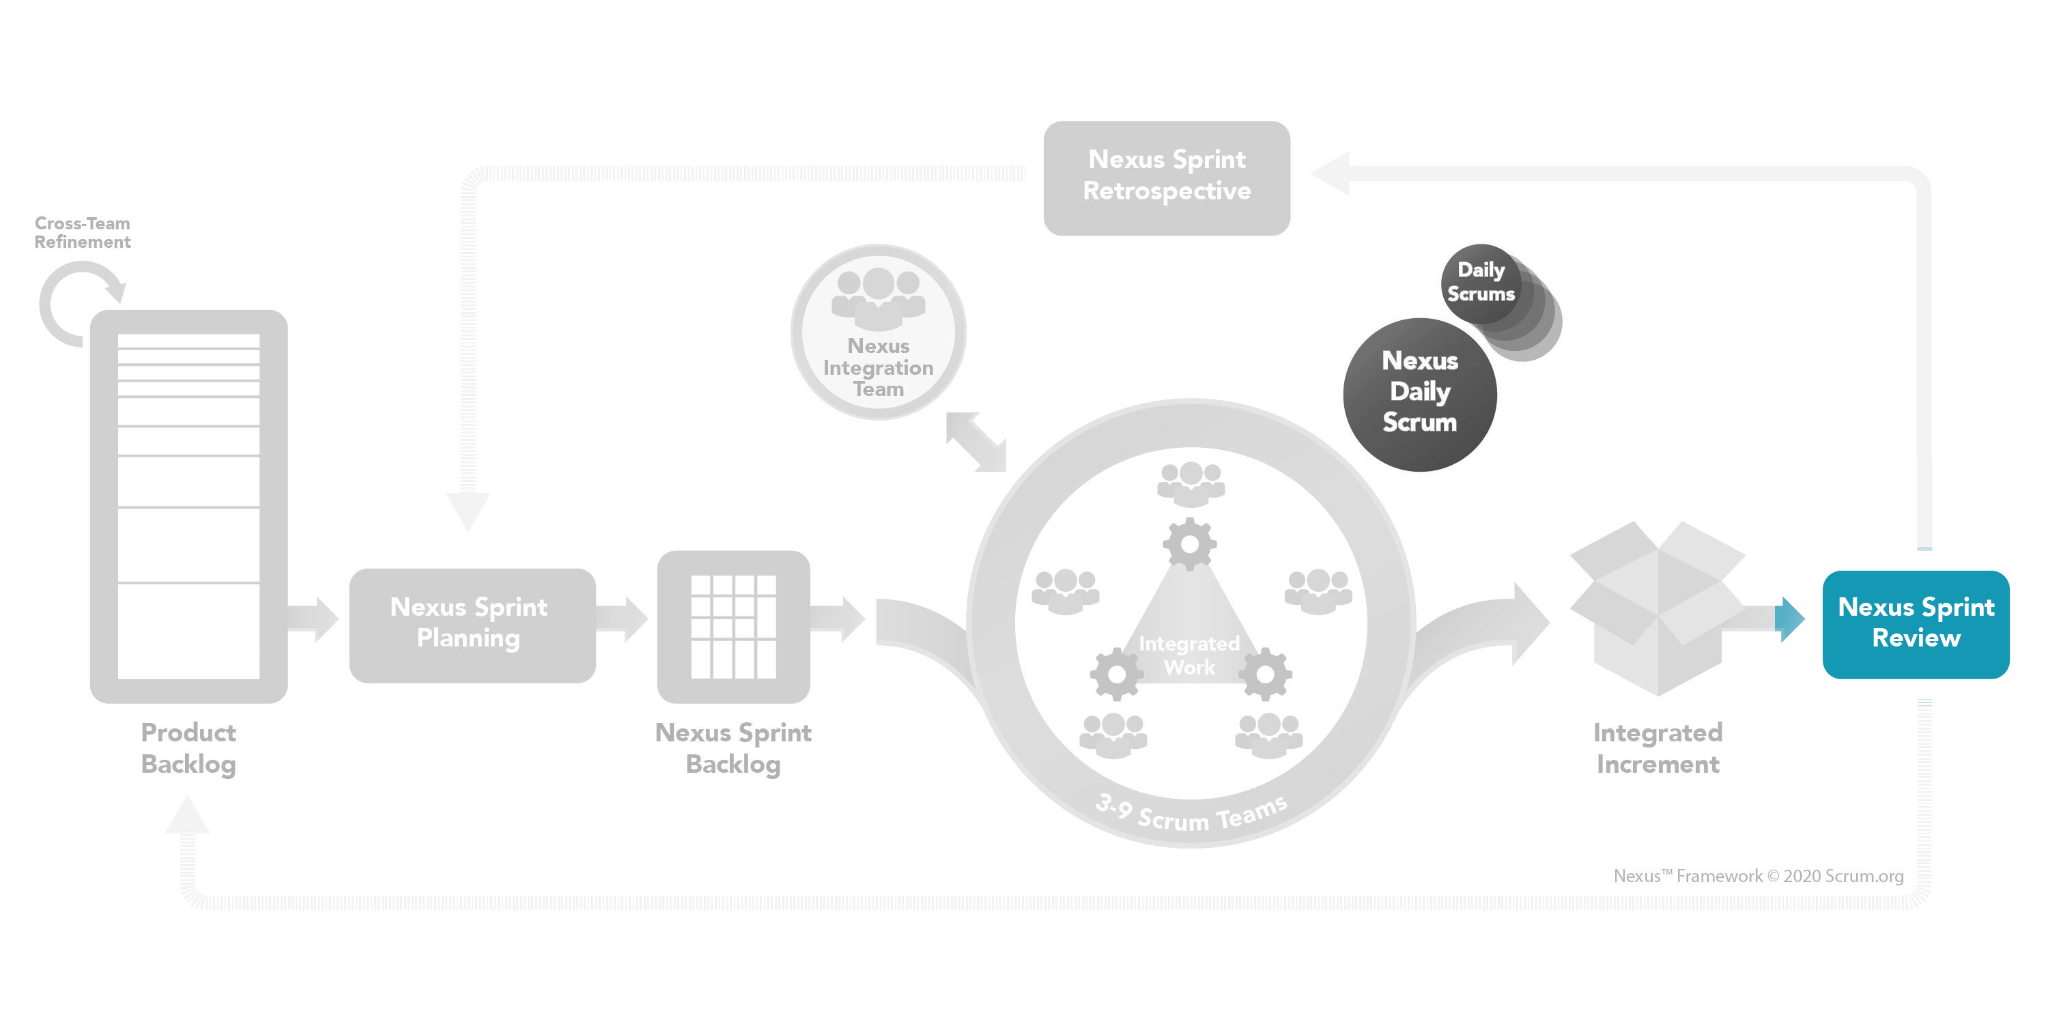 Nexus Sprint
Retrospective
Cross-Team
Refinement
Daily
Scrums
Nexus
Integration
Team
Nexus
Daily
Scrum
Nexus Sprint
Planning
Integrated
Work
Nexus Sprint
Review
Product
Backlog
Nexus Sprint
Backlog
3-9 Scrum Teams
Integrated
Increment
Nexus™ Framework © 2020 Scrum.org